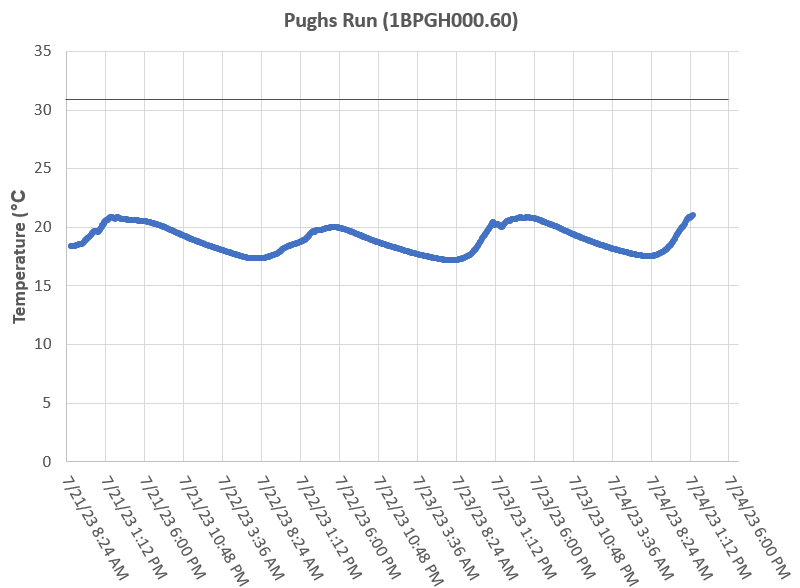 Pughs Run (1BPGH000.60)
Temperature (°C
35
30
25
20
15
10
5
0
7/21/23 8:24 AM
7/21/23 1:12 PM
7/21/23 6:00 PM
7/21/23 10:48 PM
7/22/23 3:36 AM
7/22/23 8:24 AM
7/22/23 1:12 PM
7/22/23 6:00 PM
7/22/23 10:48 PM
7/23/23 3:36 AM
7/23/23 8:24 AM
7/23/23 1:12 PM
7/23/23 6:00 PM
7/23/23 10:48 PM
7/24/23 3:36 AM
7/24/23 8:24 AM
7/24/23 1:12 PM
7/24/23 6:00 PM